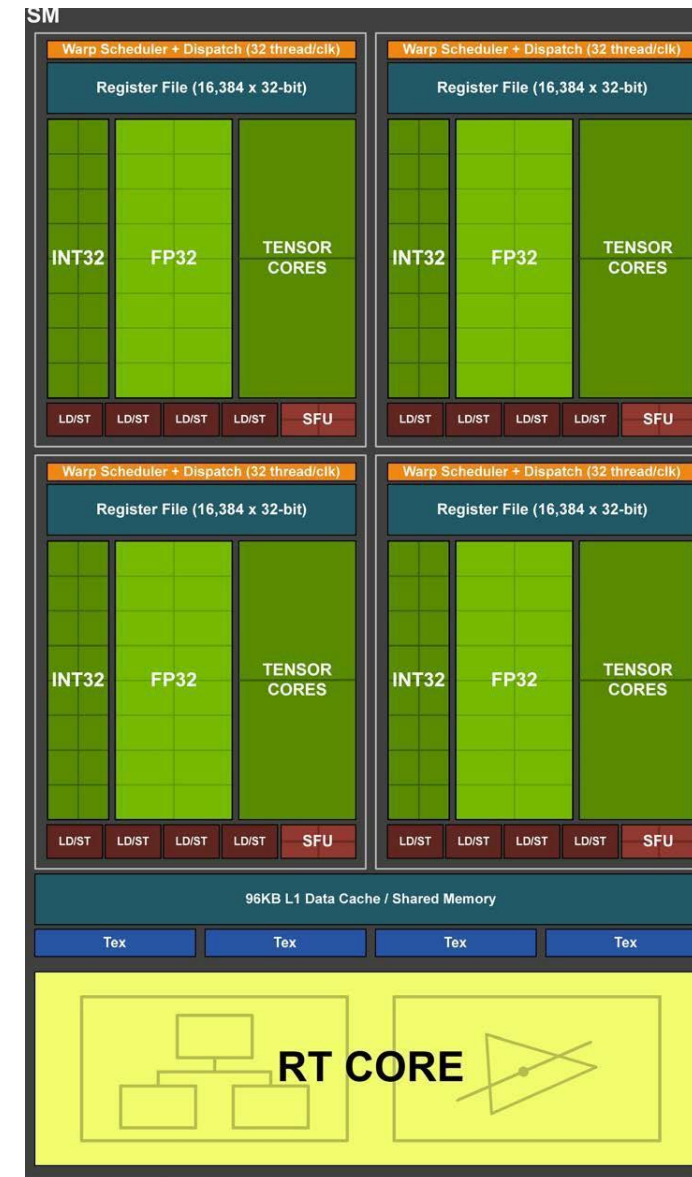 SM
Warp Scheduler + Dispatch (32 thread/clk)
Register File (16,384 x 32-bit)
INT32
FP32
TENSOR
CORES
LD/ST LD/ST LD/ST LD/ST SFU
Warp Scheduler + Dispatch (32 thread/clk)
Register File (16,384 x 32-bit)
INT32
FP32
TENSOR
CORES
LD/ST LD/ST LD/ST LD/ST SFU
Warp Scheduler + Dispatch (32 thread/clk)
Register File (16,384 x 32-bit)
INT32
FP32
TENSOR
CORES
LD/ST LD/ST LD/ST LD/ST SFU
Warp Scheduler + Dispatch (32 thread/clk)
Register File (16,384 x 32-bit)
INT32
FP32
TENSOR
CORES
LD/ST LD/ST LD/ST LD/ST SFU
96KB L1 Data Cache / Shared Memory
Tex Tex Tex Tex
RT CORE